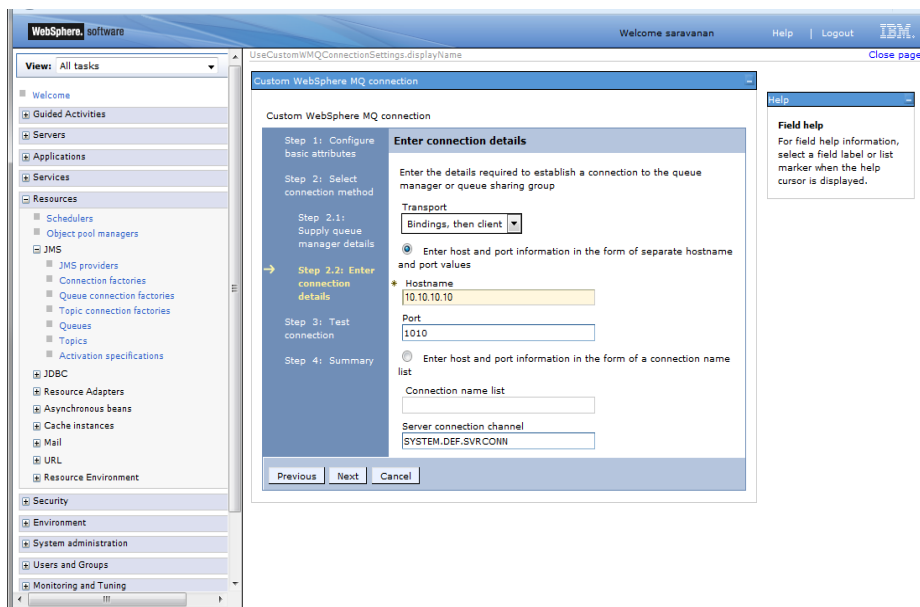 WebSphere. software
Welcome saravanan
Help | Logout
IBM.
View: All tasks
UseCustomWMQConnectionSettings.displayName
Close page
Welcome
Guided Activities
Servers
Applications
Services
Resources
Schedulers
Object pool managers
JMS
JMS providers
Connection factories
Queue connection factories
Topic connection factories
Queues
Topics
Activation specifications
JDBC
Resource Adapters
Asynchronous beans
Cache instances
Mail
URL
Resource Environment
Security
Environment
System administration
Users and Groups
Monitoring and Tuning
Custom WebSphere MQ connection
Custom WebSphere MQ connection
Step 1: Configure
basic attributes
Step 2: Select
connection method
Step 2.1:
Supply queue
manager details
Step 2.2: Enter
connection
details
Step 3: Test
connection
Step 4: Summary
Enter connection details
Enter the details required to establish a connection to the queue
manager or queue sharing group
Transport
Bindings, then client
Enter host and port information in the form of separate hostname
and port values
* Hostname
10.10.10.10
Port
1010
Enter host and port information in the form of a connection name
list
Connection name list
Server connection channel
SYSTEM.DEF.SVRCONN
Previous Next Cancel
Help
Field help
For field help information,
select a field label or list
marker when the help
cursor is displayed.